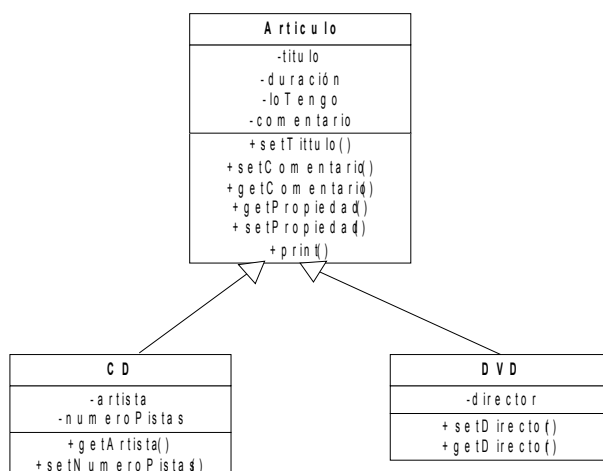 Articulo
-titulo
-duración
-loTengo
-comentario
+setTittulo()
+setComentario()
+getComentario()
+getPropiedad()
+setPropiedad()
+print()
CD
-artista
-numeroPistas
+getArtista()
+setNumeroPistas()
DVD
-director
+setDirector()
+getDirector()